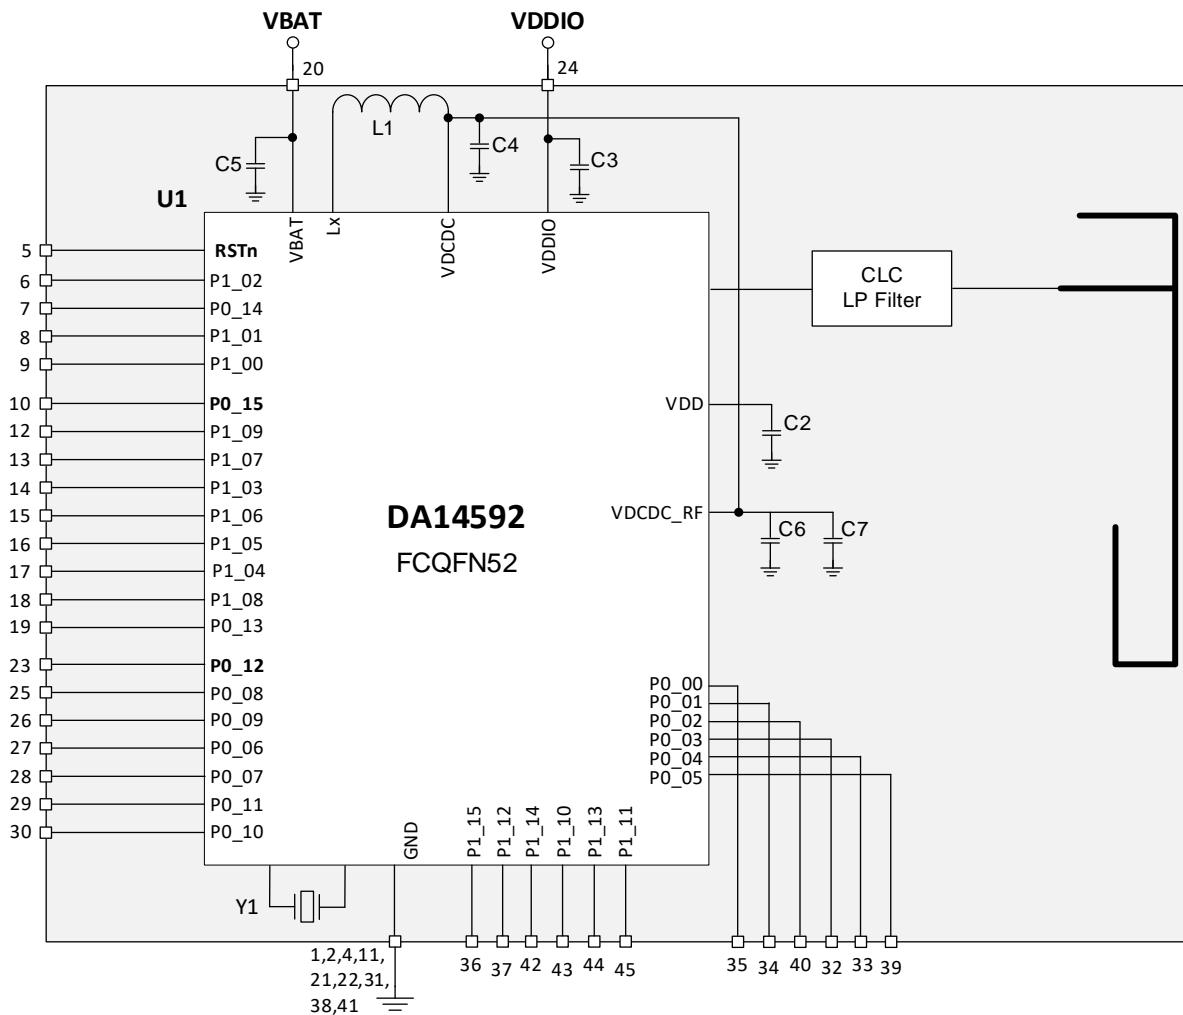 VBAT
VDDIO
20
24
L1
C4
C5
C3
U1
VBAT
Lx
VDCDC
VDDIO
5
RSTn
6
P1_02
7
P0_14
8
P1_01
9
P1_00
10
P0_15
12
P1_09
13
P1_07
14
P1_03
15
P1_06
16
P1_05
17
P1_04
18
P1_08
19
P0_13
23
P0_12
25
P0_08
26
P0_09
27
P0_06
28
P0_07
29
P0_11
30
P0_10
CLC
LP Filter
VDD
C2
DA14592
FCQFN52
VDCDC_RF
C6
C7
P0_00
P0_01
P0_02
P0_03
P0_04
P0_05
GND
P1_15
P1_12
P1_14
P1_10
P1_13
P1_11
Y1
1,2,4,11,
21,22,31,
38,41
36
37
42
43
44
45
35
34
40
32
33
39